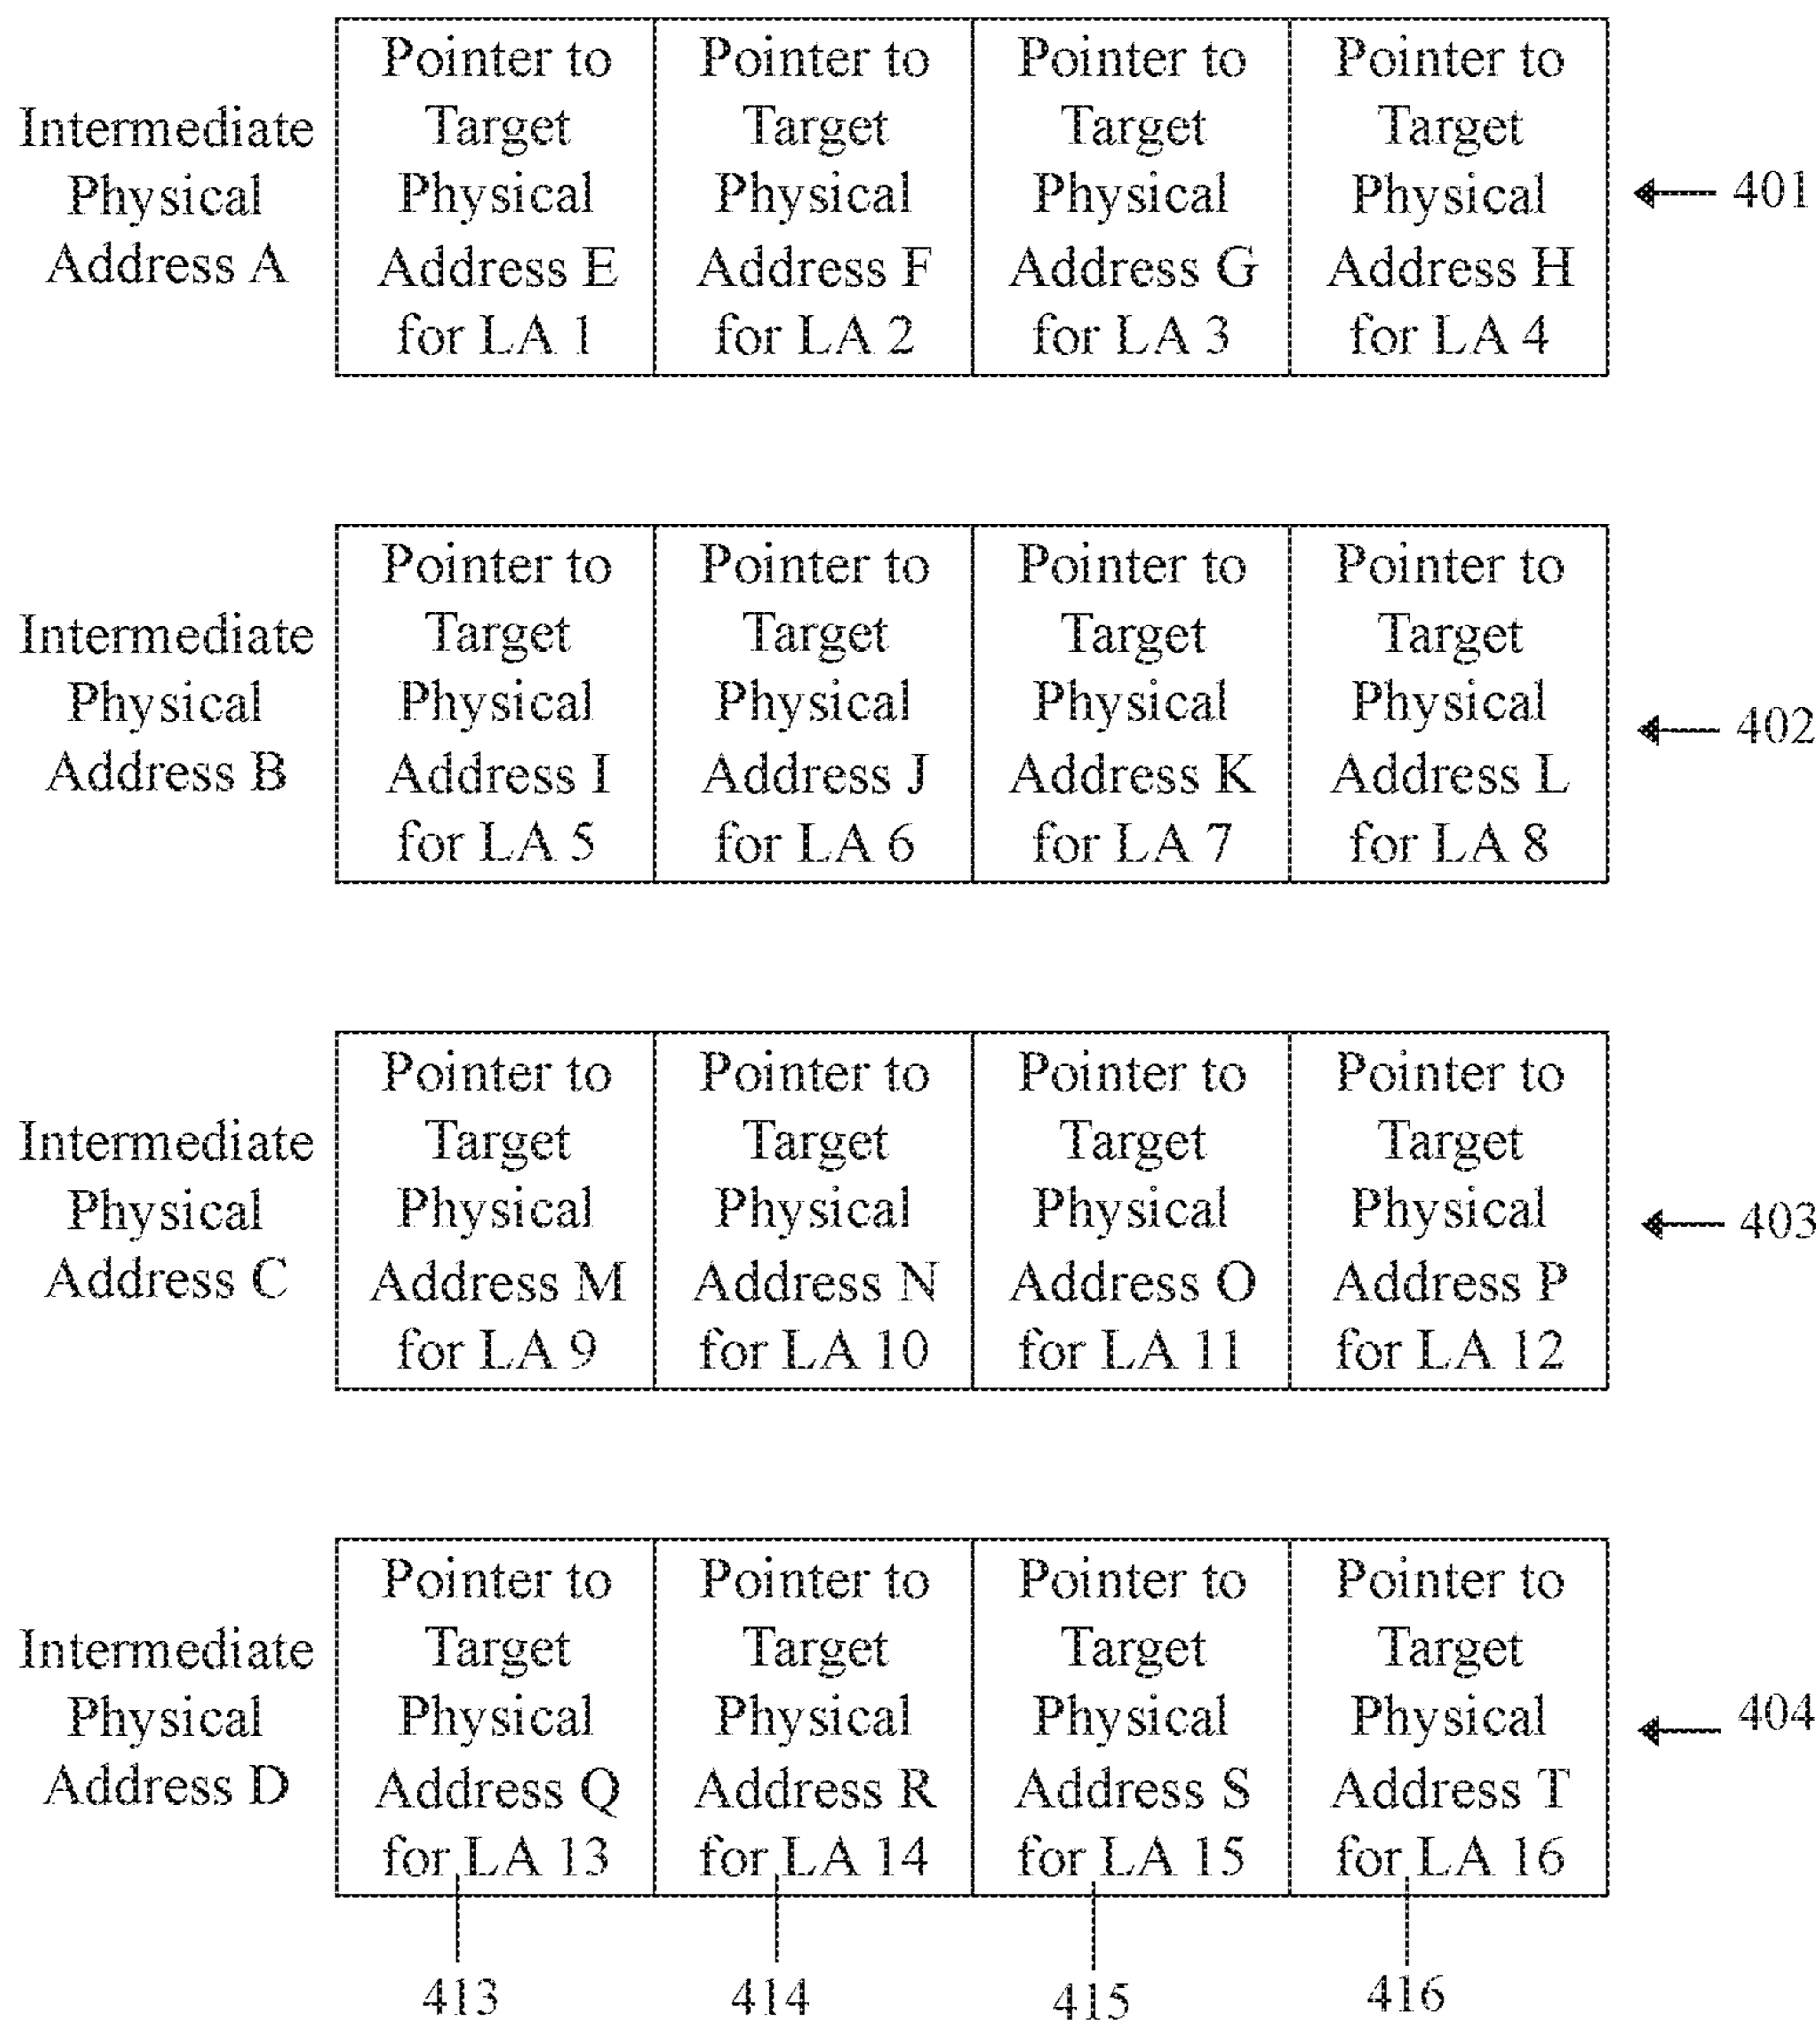 Intermediate
Physical
Address A
Pointer to
Target
Physical
Address E
for LA 1
Pointer to
Target
Physical
Address F
for LA 2
Pointer to
Target
Physical
Address G
for LA 3
Pointer to
Target
Physical
Address H
for LA 4
401
Intermediate
Physical
Address B
Pointer to
Target
Physical
Address I
for LA 5
Pointer to
Target
Physical
Address J
for LA 6
Pointer to
Target
Physical
Address K
for LA 7
Pointer to
Target
Physical
Address L
for LA 8
402
Intermediate
Physical
Address C
Pointer to
Target
Physical
Address M
for LA 9
Pointer to
Target
Physical
Address N
for LA 10
Pointer to
Target
Physical
Address O
for LA 11
Pointer to
Target
Physical
Address P
for LA 12
403
Intermediate
Physical
Address D
Pointer to
Target
Physical
Address Q
for LA 13
Pointer to
Target
Physical
Address R
for LA 14
Pointer to
Target
Physical
Address S
for LA 15
Pointer to
Target
Physical
Address T
for LA 16
404
413
414
415
416